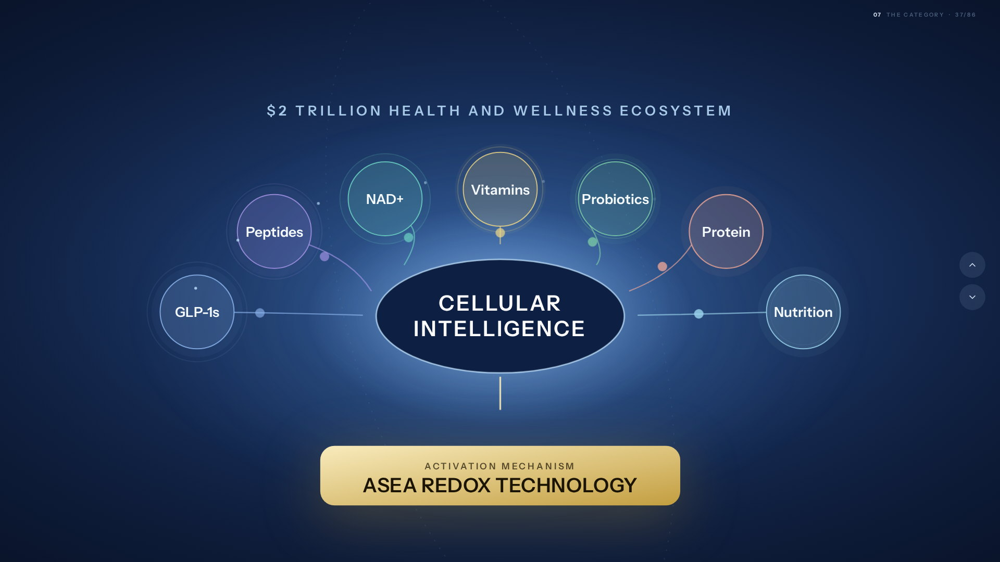 07 THE CATEGORY · 37/86
$2 TRILLION HEALTH AND WELLNESS ECOSYSTEM
GLP-1s
Peptides
NAD+
Vitamins
Probiotics
Protein
Nutrition
CELLULAR
INTELLIGENCE
ACTIVATION MECHANISM
ASEA REDOX TECHNOLOGY